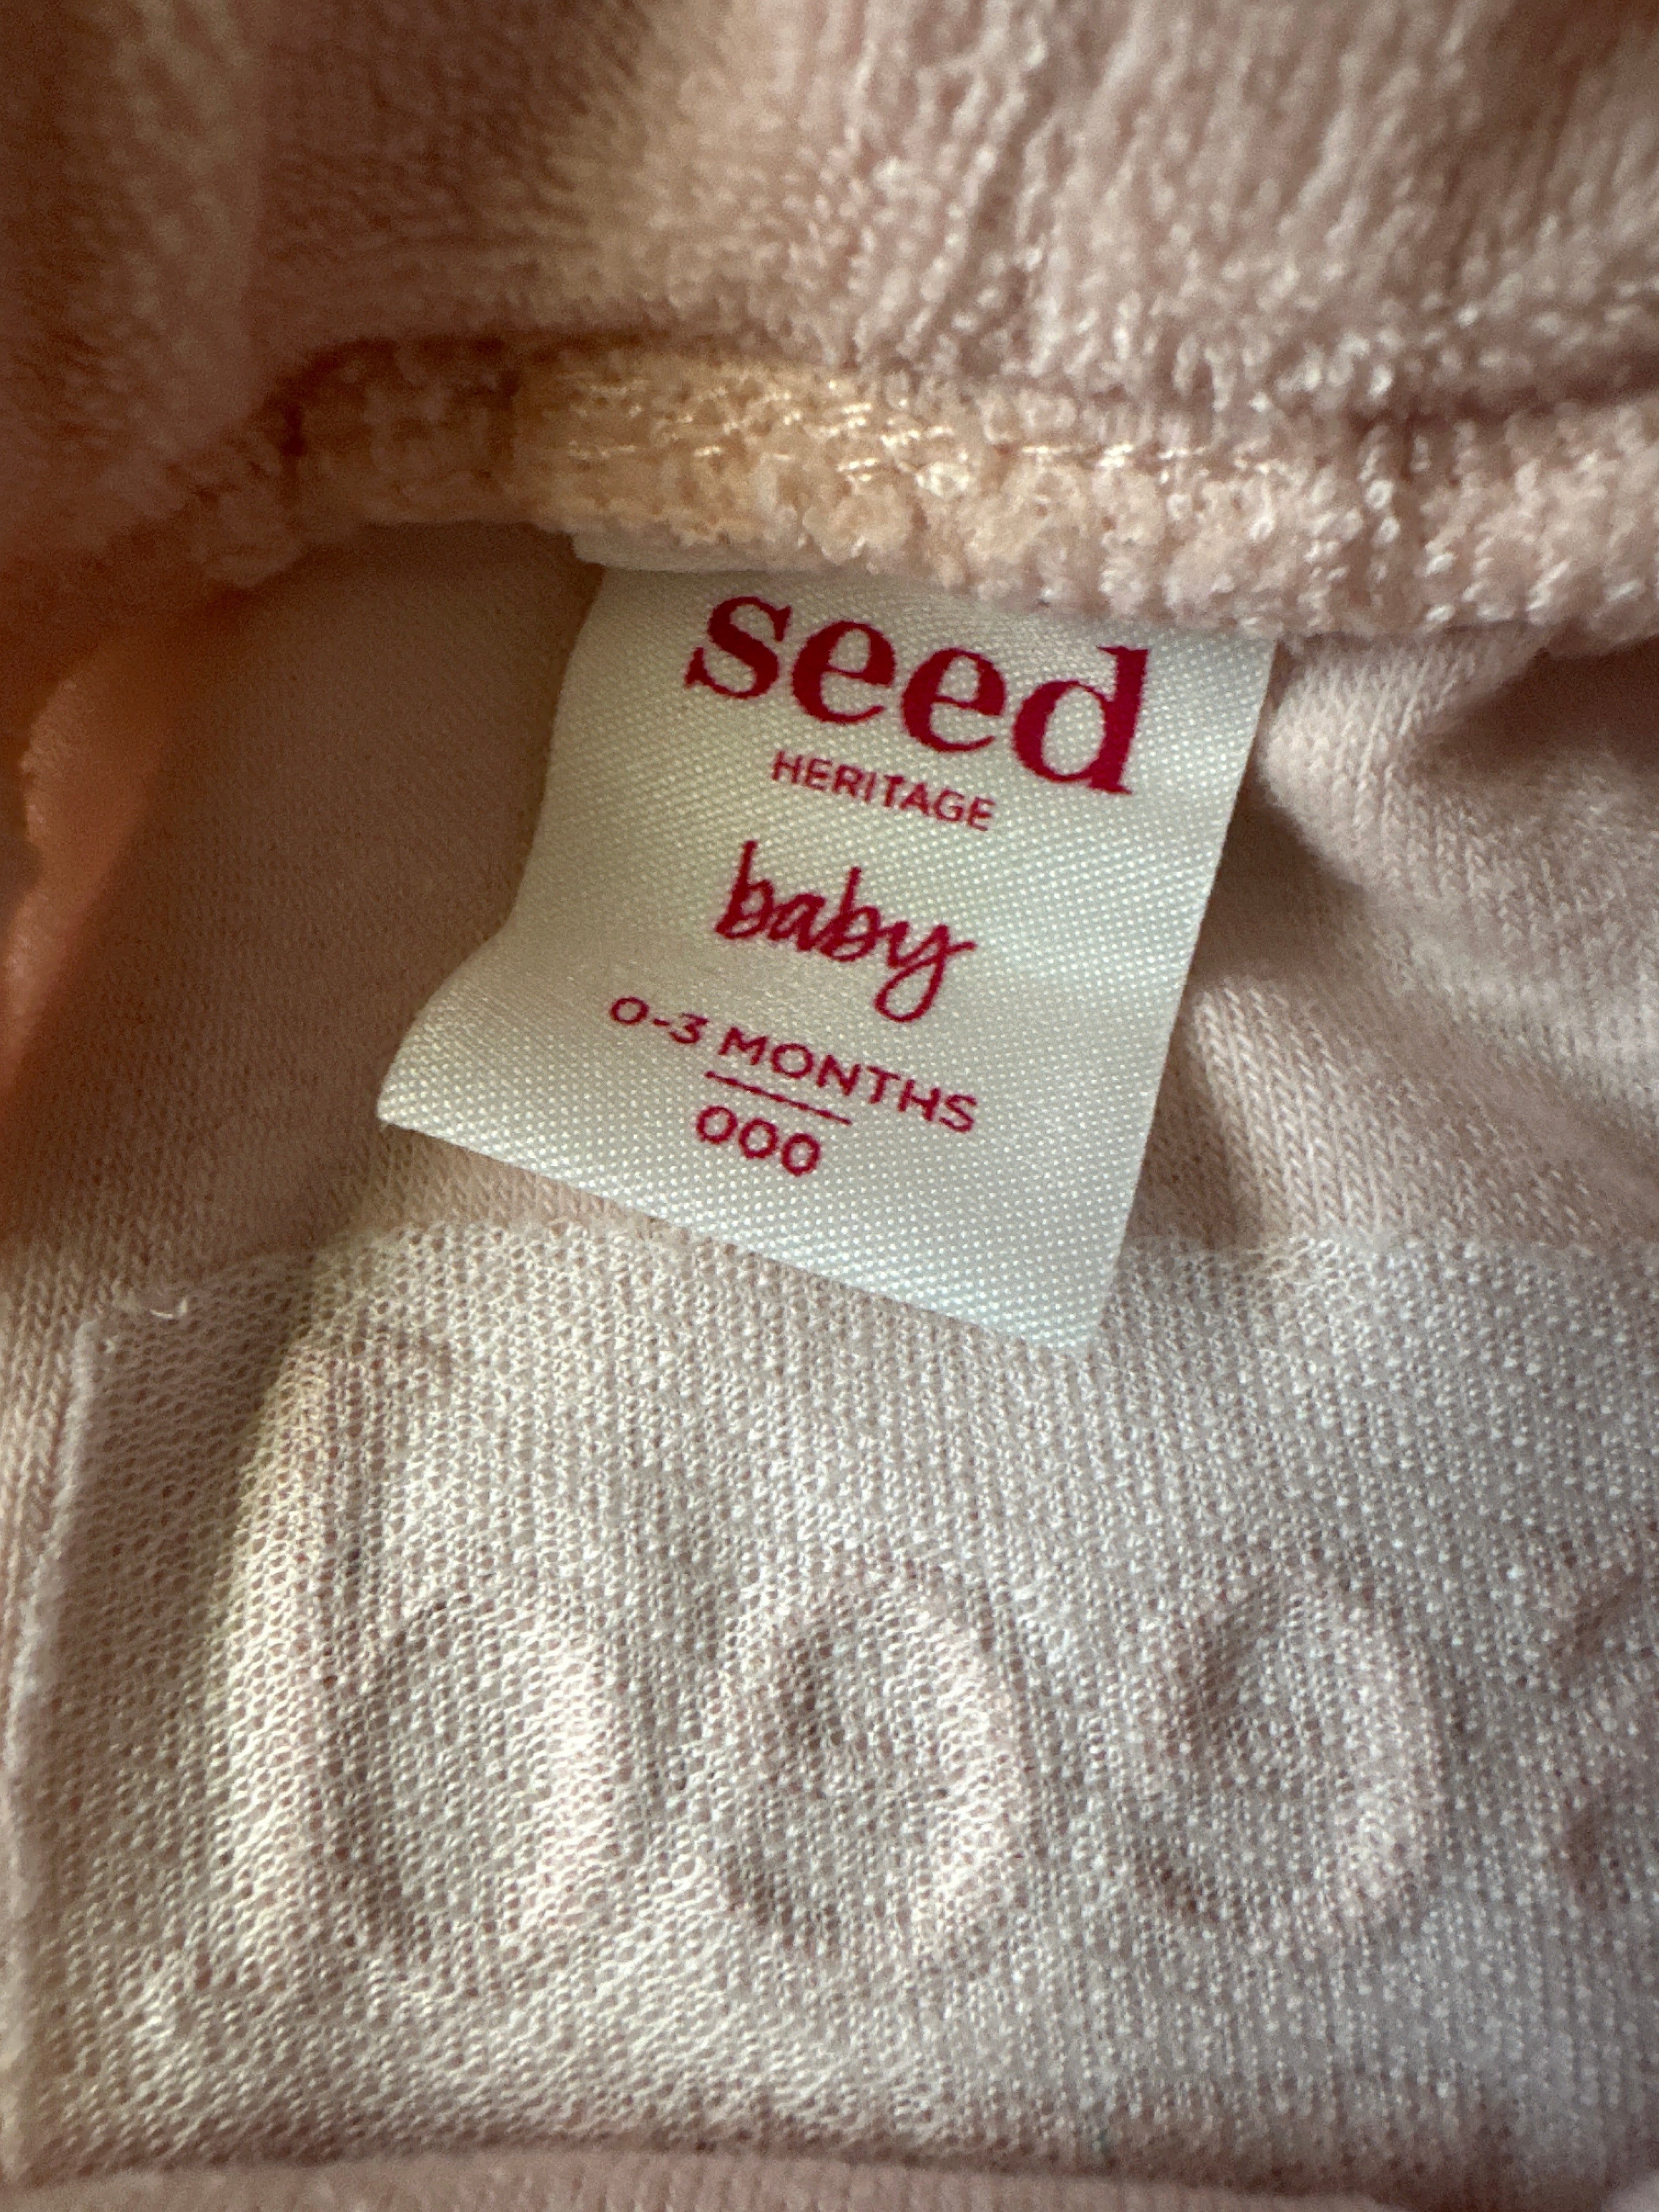 seed
HERITAGE
baby
0-3 MONTHS
000